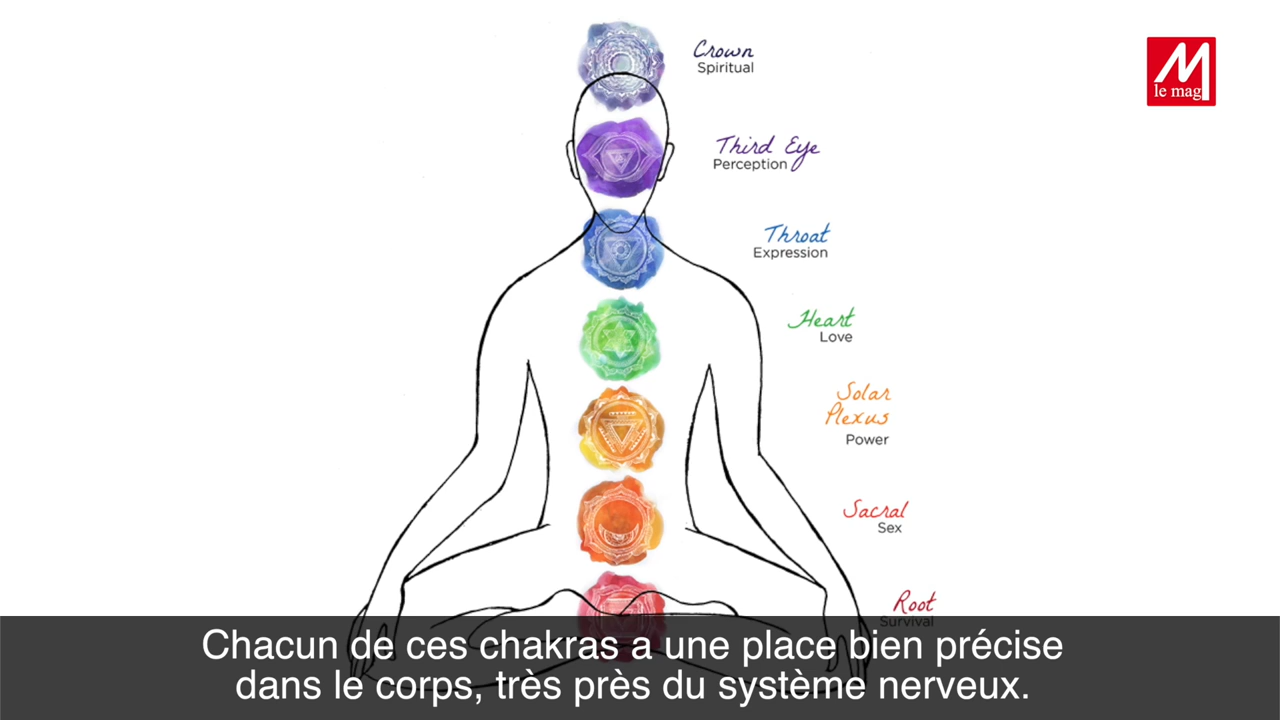 M
le mag
Crown
Spiritual
Third Eye
Perception
Throat
Expression
Heart
Love
Solar
Plexus
Power
Sacral
Sex
Root
Survival
Chacun de ces chakras a une place bien précise
dans le corps, très près du système nerveux.